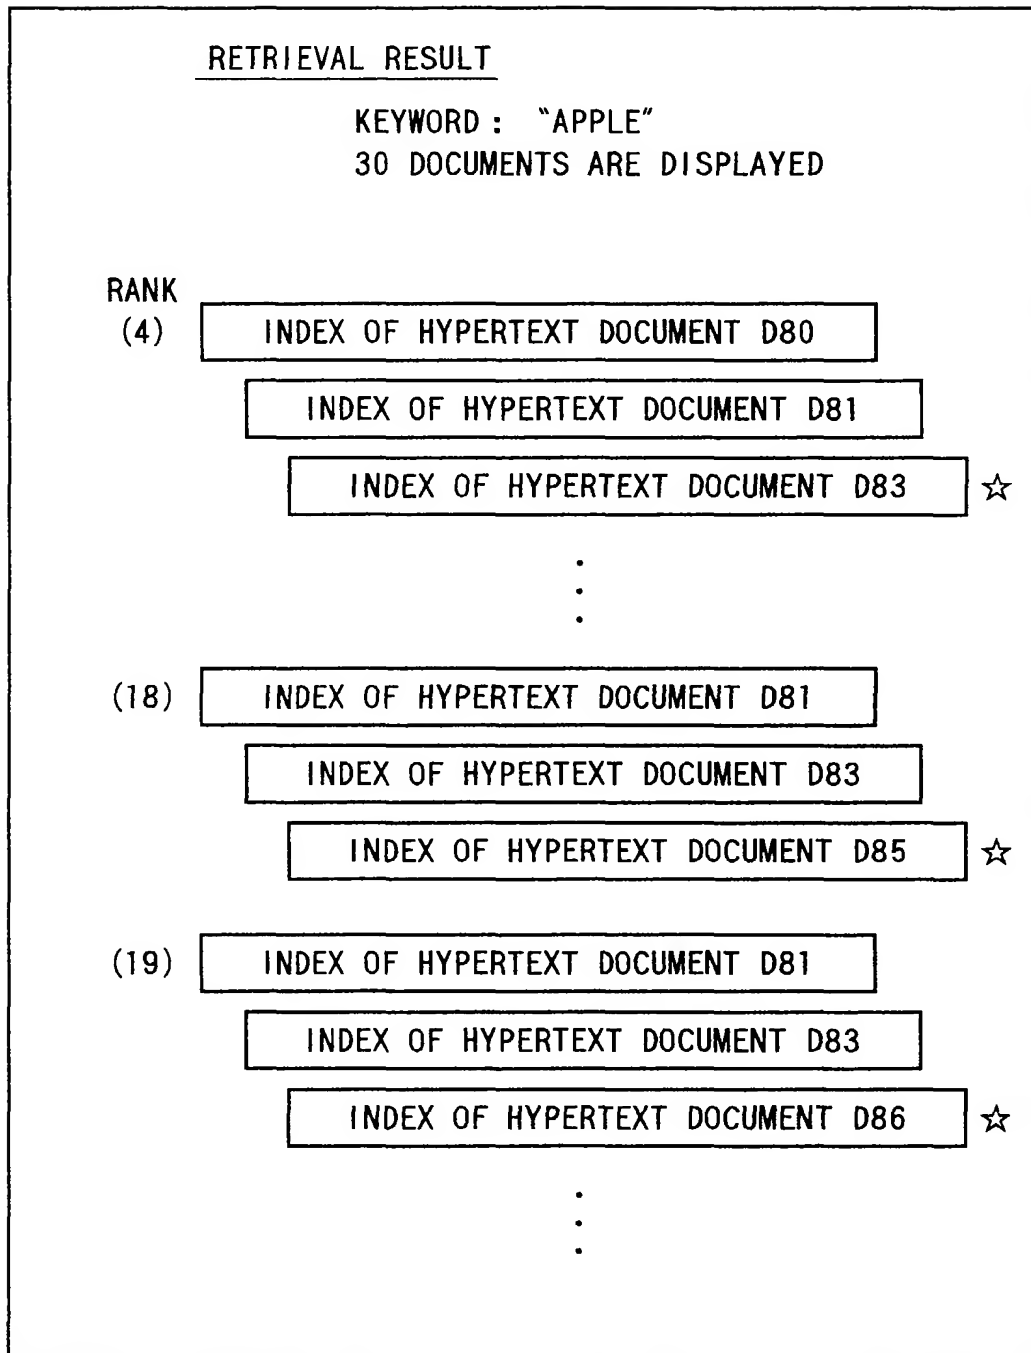 RETRIEVAL RESULT
KEYWORD : "APPLE"
30 DOCUMENTS ARE DISPLAYED
RANK
(4) INDEX OF HYPERTEXT DOCUMENT D80
INDEX OF HYPERTEXT DOCUMENT D81
INDEX OF HYPERTEXT DOCUMENT D83 ☆
(18) INDEX OF HYPERTEXT DOCUMENT D81
INDEX OF HYPERTEXT DOCUMENT D83
INDEX OF HYPERTEXT DOCUMENT D85 ☆
(19) INDEX OF HYPERTEXT DOCUMENT D81
INDEX OF HYPERTEXT DOCUMENT D83
INDEX OF HYPERTEXT DOCUMENT D86 ☆